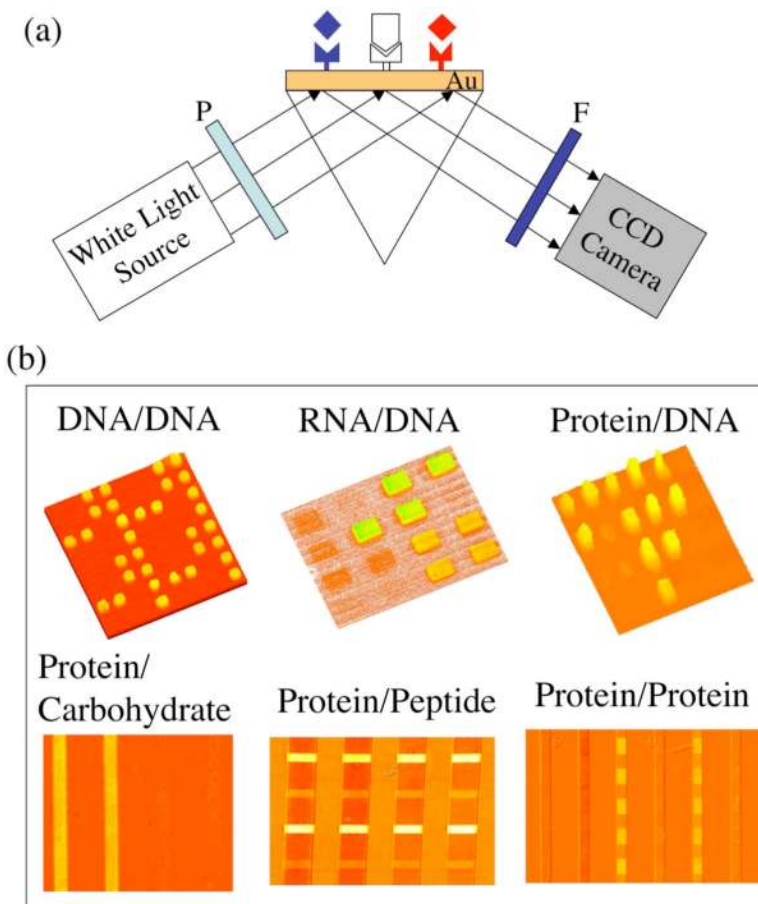 (a)
Au
P
F
White Light
Source
CCD
Camera
(b)
DNA/DNA
RNA/DNA
Protein/DNA
Protein/
Carbohydrate
Protein/Peptide
Protein/Protein